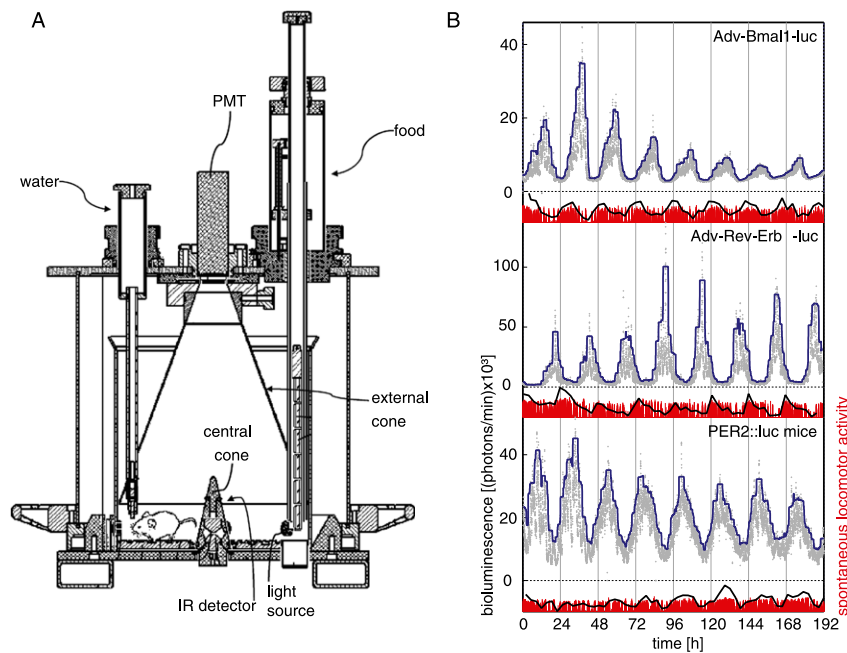 A
PMT
food
water
external
cone
central
cone
IR detector
light
source
B
Adv-Bmal1-luc
40
20
0
Adv-Rev-Erb -luc
100
50
0
PER2::luc mice
40
20
0
bioluminescence [(photons/min)x10³)
spontaneous locomotor activity
0 24 48 72 96 120 144 168 192
time [h]